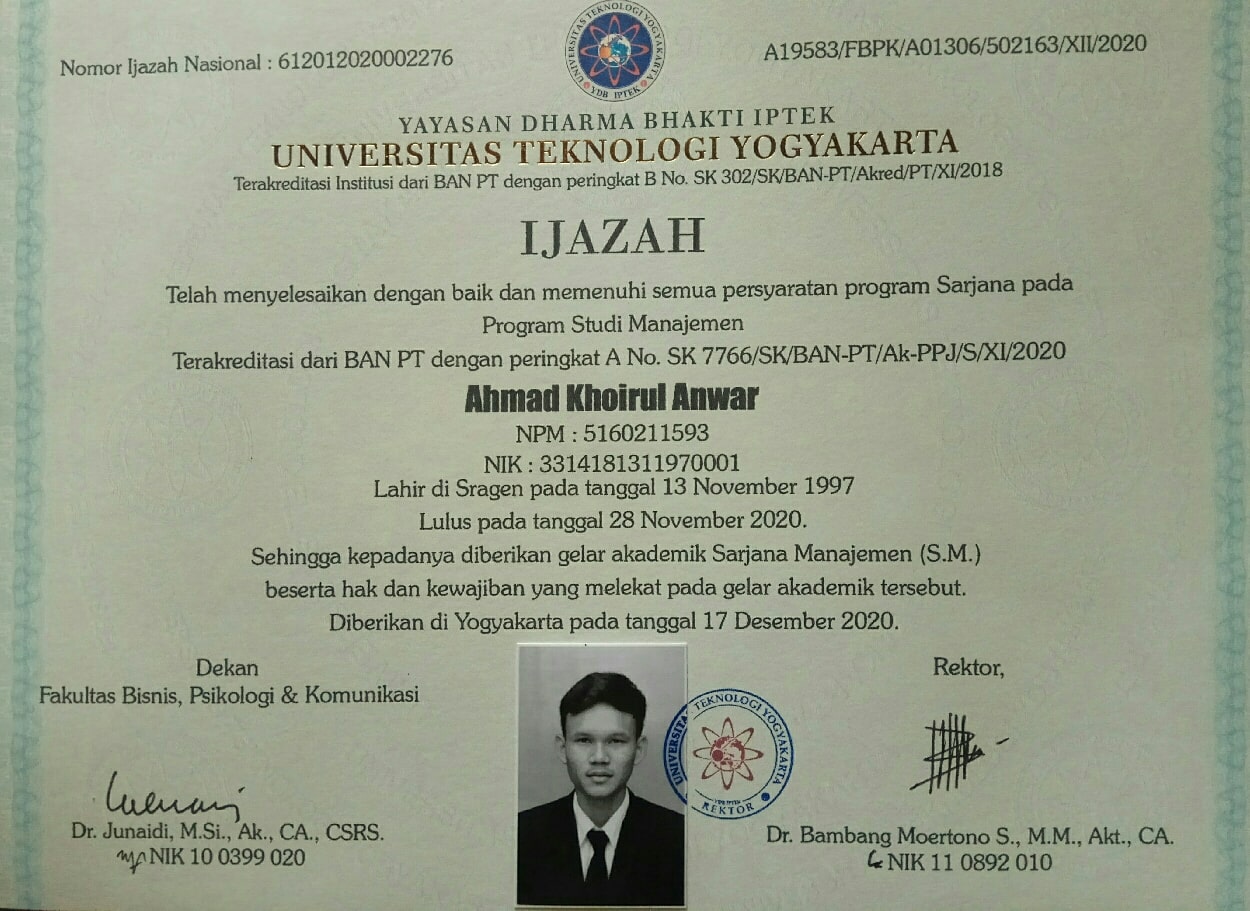 Nomor Ijazah Nasional : 612012020002276
A19583/FBPK/A01306/502163/XII/2020
UNIVERSITAS TEKNOLOGI YOGYAKARTA
YDB IPTEK
YAYASAN DHARMA BHAKTI IPTEK
UNIVERSITAS TEKNOLOGI YOGYAKARTA
Terakreditasi Institusi dari BAN PT dengan peringkat B No. SK 302/SK/BAN-PT/Akred/PT/XI/2018
IJAZAH
Telah menyelesaikan dengan baik dan memenuhi semua persyaratan program Sarjana pada
Program Studi Manajemen
Terakreditasi dari BAN PT dengan peringkat A No. SK 7766/SK/BAN-PT/Ak-PPJ/S/XI/2020
Ahmad Khoirul Anwar
NPM : 5160211593
NIK : 3314181311970001
Lahir di Sragen pada tanggal 13 November 1997
Lulus pada tanggal 28 November 2020.
Sehingga kepadanya diberikan gelar akademik Sarjana Manajemen (S.M.)
beserta hak dan kewajiban yang melekat pada gelar akademik tersebut.
Diberikan di Yogyakarta pada tanggal 17 Desember 2020.
Dekan
Fakultas Bisnis, Psikologi & Komunikasi
Dr. Junaidi, M.Si., Ak., CA., CSRS.
NIK 10 0399 020
UNIVERSITAS TEKNOLOGI YOGYAKARTA
YDB IPTEK
REKTOR
Rektor,
Dr. Bambang Moertono S., M.M., Akt., CA.
NIK 11 0892 010